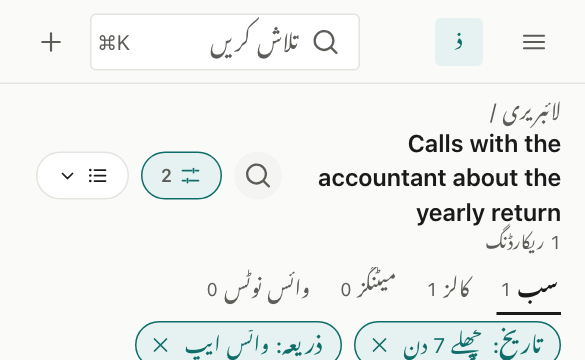 ذ تلاش کریں ⌘K
لائبریری /
Calls with the
accountant about the
yearly return
2
1 ریکارڈنگ
سب 1 کالز 1 میٹنگز 0 وائس نوٹس 0
تاریخ: پچھلے 7 دن ذریعہ: واٹس ایپ